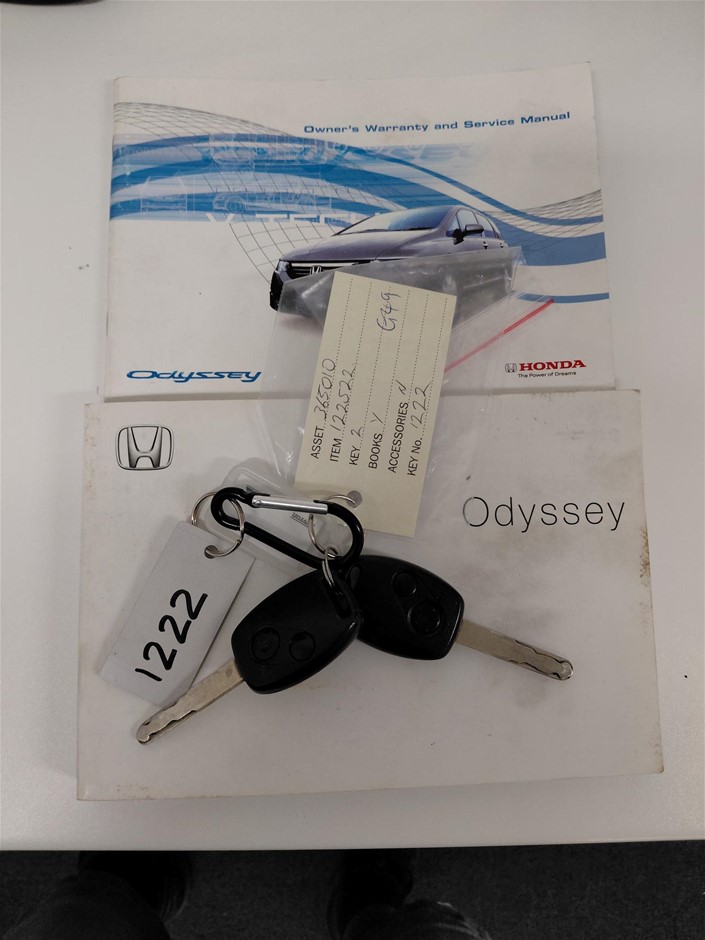 Owner's Warranty and Service Manual
Odyssey
HONDA
The Power of Dreams
ASSET 365010
ITEM 122522
KEY 2
BOOKS Y G49
ACCESSORIES N
KEY No. 1222
Odyssey
1222